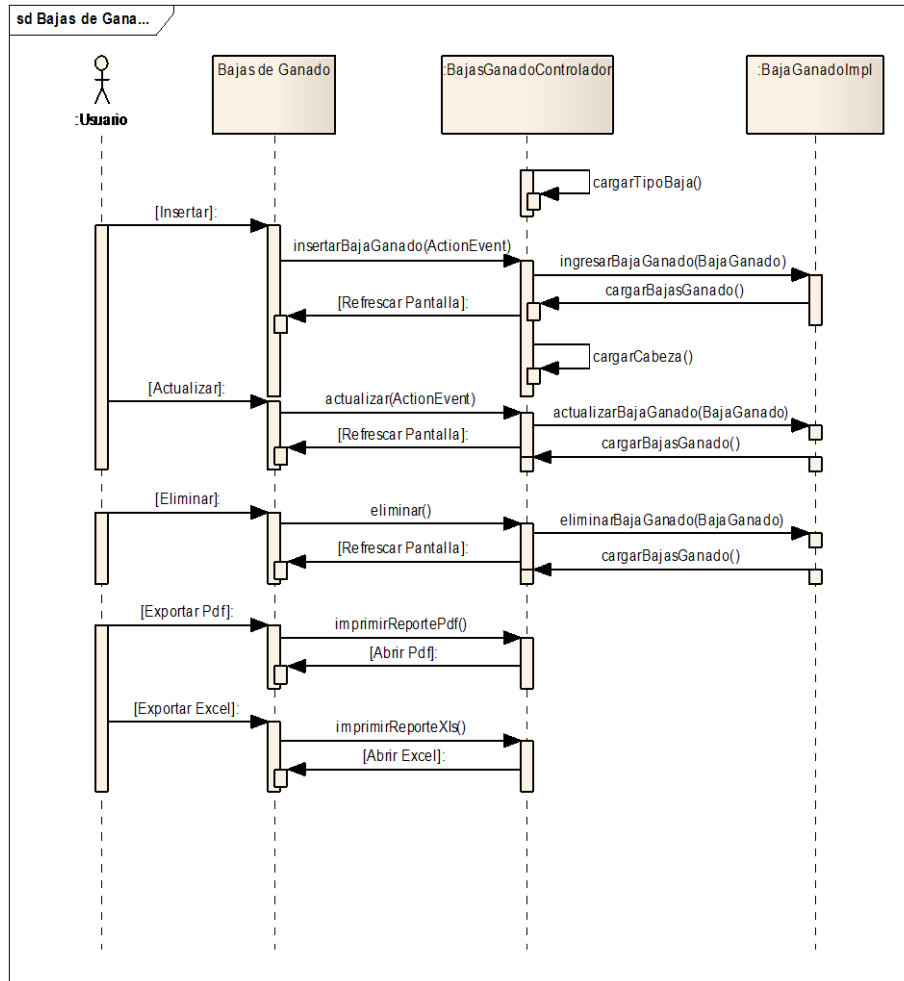 sd Bajas de Gana...
:Usuario
Bajas de Ganado
:BajasGanadoControlador
:BajaGanadoImpl
cargarTipoBaja()
[Insertar]:
insertarBajaGanado(ActionEvent)
ingresarBajaGanado(BajaGanado)
cargarBajasGanado()
[Refrescar Pantalla]:
cargarCabeza()
[Actualizar]:
actualizar(ActionEvent)
actualizarBajaGanado(BajaGanado)
[Refrescar Pantalla]:
cargarBajasGanado()
[Eliminar]:
eliminar()
eliminarBajaGanado(BajaGanado)
[Refrescar Pantalla]:
cargarBajasGanado()
[Exportar Pdf]:
imprimirReportePdf()
[Abrir Pdf]:
[Exportar Excel]:
imprimirReporteXls()
[Abrir Excel]: